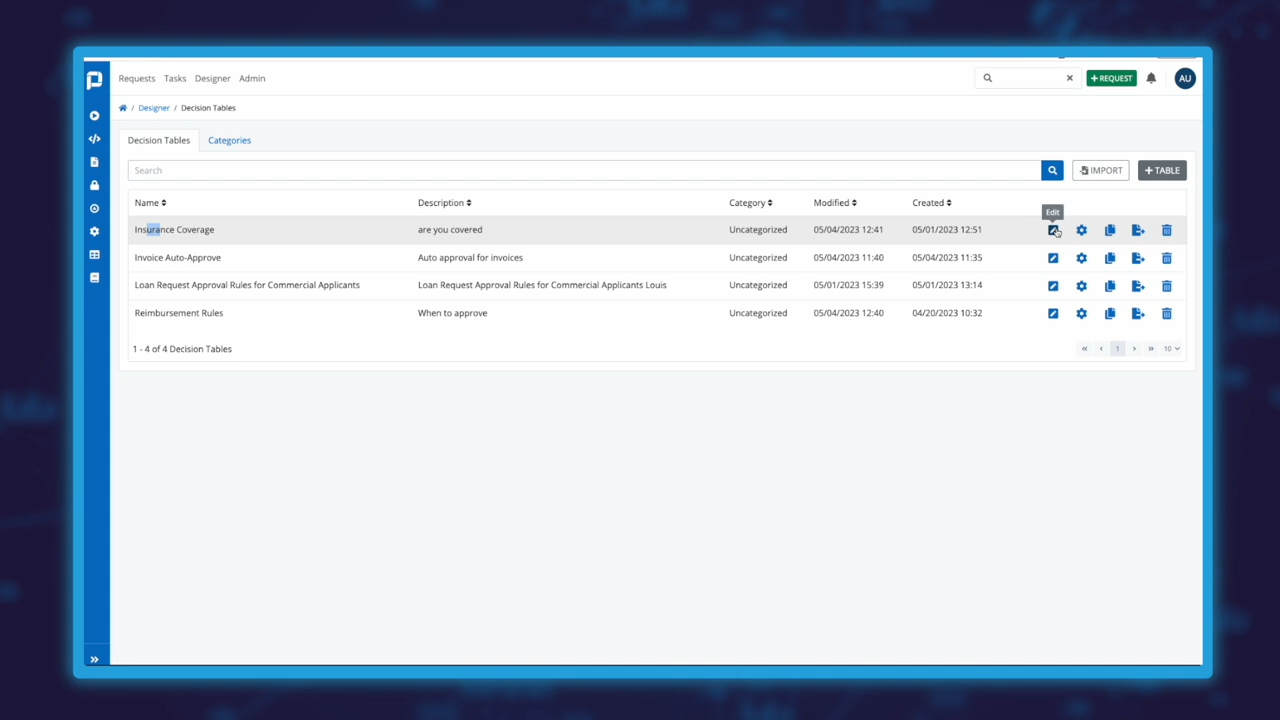 Requests Tasks Designer Admin
+ REQUEST
AU
/ Designer / Decision Tables
Decision Tables Categories
Search
IMPORT
+ TABLE
Name Description Category Modified Created
Edit
Insurance Coverage are you covered Uncategorized 05/04/2023 12:41 05/01/2023 12:51
Invoice Auto-Approve Auto approval for invoices Uncategorized 05/04/2023 11:40 05/04/2023 11:35
Loan Request Approval Rules for Commercial Applicants Loan Request Approval Rules for Commercial Applicants Louis Uncategorized 05/01/2023 15:39 05/01/2023 13:14
Reimbursement Rules When to approve Uncategorized 05/04/2023 12:40 04/20/2023 10:32
1 - 4 of 4 Decision Tables
« ‹ 1 › » 10